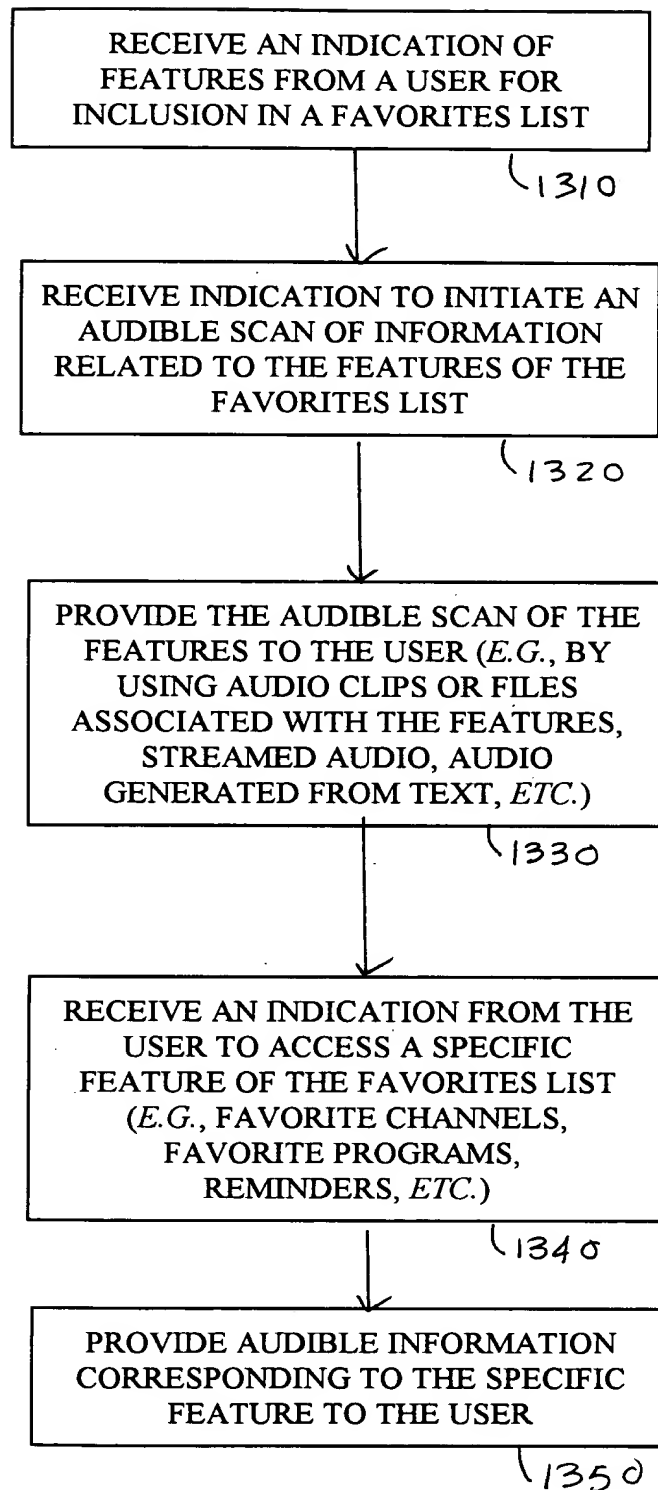 RECEIVE AN INDICATION OF
FEATURES FROM A USER FOR
INCLUSION IN A FAVORITES LIST
1310
RECEIVE INDICATION TO INITIATE AN
AUDIBLE SCAN OF INFORMATION
RELATED TO THE FEATURES OF THE
FAVORITES LIST
1320
PROVIDE THE AUDIBLE SCAN OF THE
FEATURES TO THE USER (E.G., BY
USING AUDIO CLIPS OR FILES
ASSOCIATED WITH THE FEATURES,
STREAMED AUDIO, AUDIO
GENERATED FROM TEXT, ETC.)
1330
RECEIVE AN INDICATION FROM THE
USER TO ACCESS A SPECIFIC
FEATURE OF THE FAVORITES LIST
(E.G., FAVORITE CHANNELS,
FAVORITE PROGRAMS,
REMINDERS, ETC.)
1340
PROVIDE AUDIBLE INFORMATION
CORRESPONDING TO THE SPECIFIC
FEATURE TO THE USER
1350